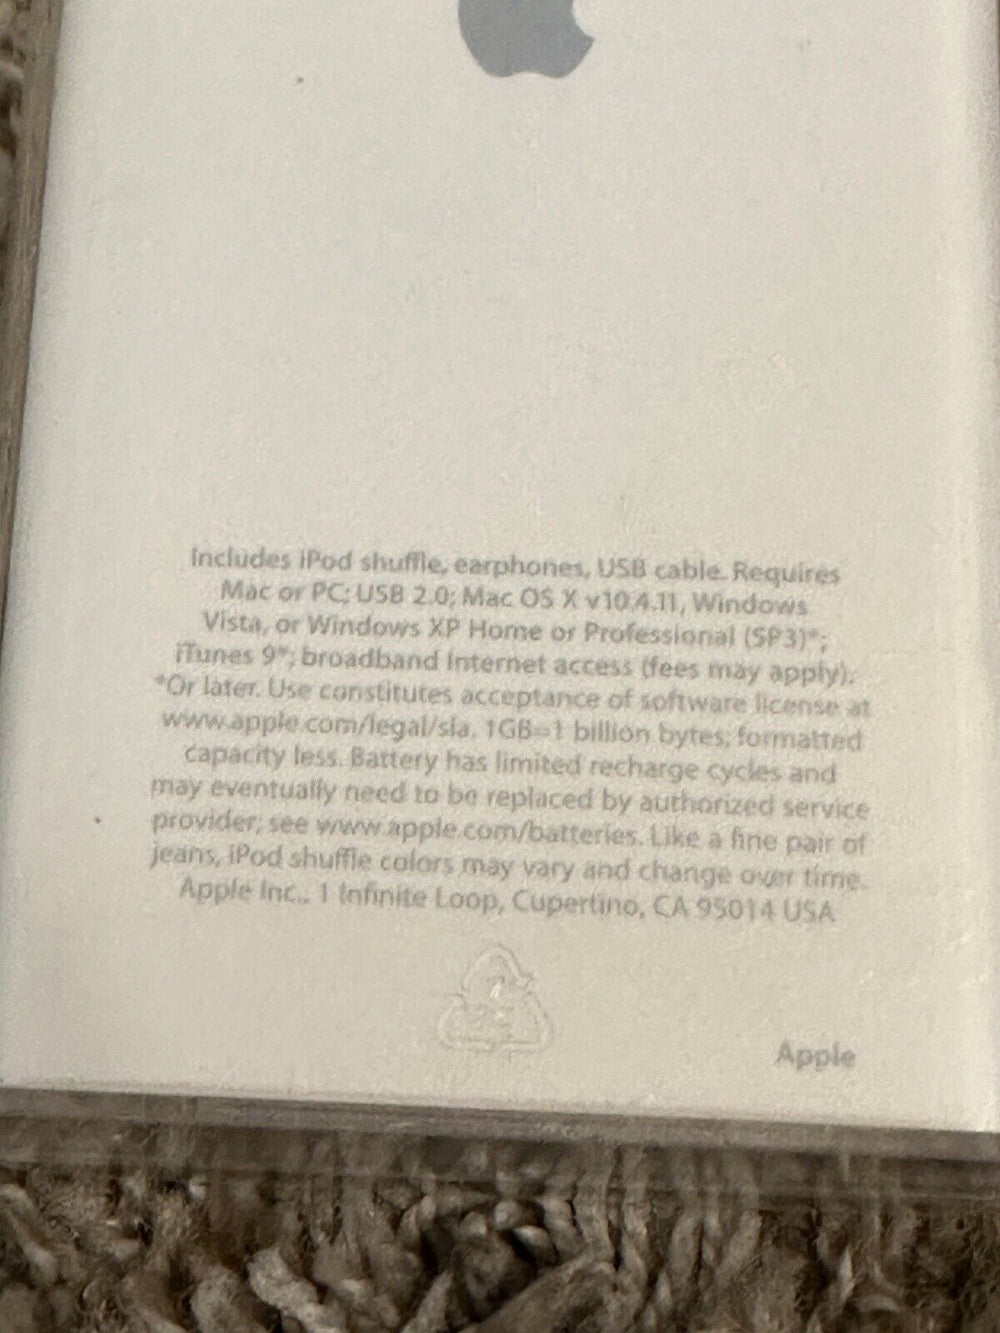 Includes iPod shuffle, earphones, USB cable. Requires
Mac or PC; USB 2.0; Mac OS X v10.4.11, Windows
Vista, or Windows XP Home or Professional (SP3)*;
iTunes 9*; broadband Internet access (fees may apply).
*Or later. Use constitutes acceptance of software license at
www.apple.com/legal/sla. 1GB=1 billion bytes; formatted
capacity less. Battery has limited recharge cycles and
may eventually need to be replaced by authorized service
provider; see www.apple.com/batteries. Like a fine pair of
jeans, iPod shuffle colors may vary and change over time.
Apple Inc., 1 Infinite Loop, Cupertino, CA 95014 USA
Apple